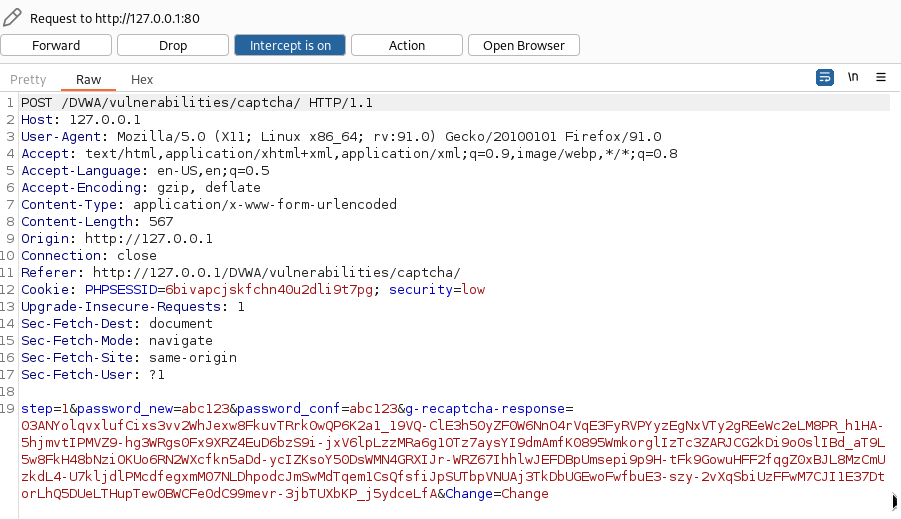 Request to http://127.0.0.1:80
Forward Drop Intercept is on Action Open Browser
Pretty Raw Hex \n
1 POST /DVWA/vulnerabilities/captcha/ HTTP/1.1
2 Host: 127.0.0.1
3 User-Agent: Mozilla/5.0 (X11; Linux x86_64; rv:91.0) Gecko/20100101 Firefox/91.0
4 Accept: text/html,application/xhtml+xml,application/xml;q=0.9,image/webp,*/*;q=0.8
5 Accept-Language: en-US,en;q=0.5
6 Accept-Encoding: gzip, deflate
7 Content-Type: application/x-www-form-urlencoded
8 Content-Length: 567
9 Origin: http://127.0.0.1
10 Connection: close
11 Referer: http://127.0.0.1/DVWA/vulnerabilities/captcha/
12 Cookie: PHPSESSID=6bivapcjskfchn40u2dli9t7pg; security=low
13 Upgrade-Insecure-Requests: 1
14 Sec-Fetch-Dest: document
15 Sec-Fetch-Mode: navigate
16 Sec-Fetch-Site: same-origin
17 Sec-Fetch-User: ?1
18
19 step=1&password_new=abc123&password_conf=abc123&g-recaptcha-response=
03ANYolqvxlufCixs3vv2WhJexw8FkuvTRrkOwQP6K2a1_19VQ-ClE3h50yZF0W6NnO4rVqE3FyRVPYyzEgNxVTy2gREeWc2eLM8PR_h1HA-
5hjmvtIPMVZ9-hg3WRgsOFx9XRZ4EuD6bzS9i-jxV6lpLzzMRa6g1OTz7aysYI9dmAmfK0895WmkorglIzTc3ZARJCG2kDi9oOslIBd_aT9L
5w8FkH48bNziOKUo6RN2WXcfkn5aDd-ycIZKsoY5ODsWMN4GRXIJr-WRZ67IhhlwJEFDBpUmsepi9p9H-tFk9GowuHFF2fqgZ0xBJL8MzCmU
zkdL4-U7kljdlPMcdfegxmM07NLDhpodcJmSwMdTqem1CsQfsfiJpSUTbpVNUAj3TkDbUGEwoFwfbuE3-szy-2vXqSbiUzFFwM7CJI1E37Dt
orLhQ5DUeLTHupTew0BWCFe0dC99mevr-3jbTUXbKP_j5ydceLfA&Change=Change